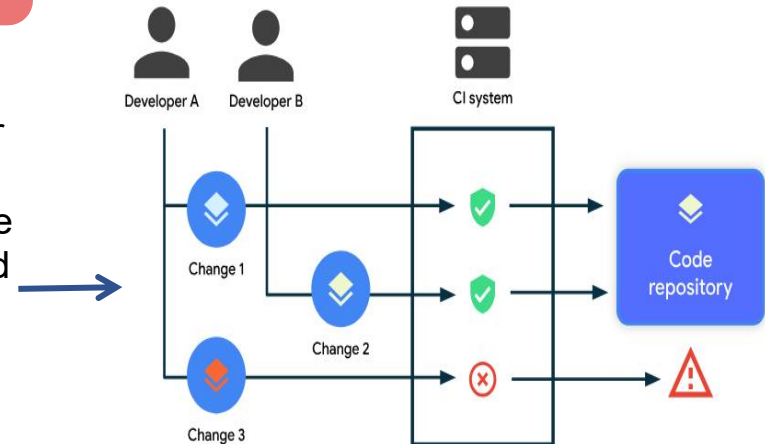 Developer A
Developer B
CI system
Change 1
Code
repository
Change 2
Change 3